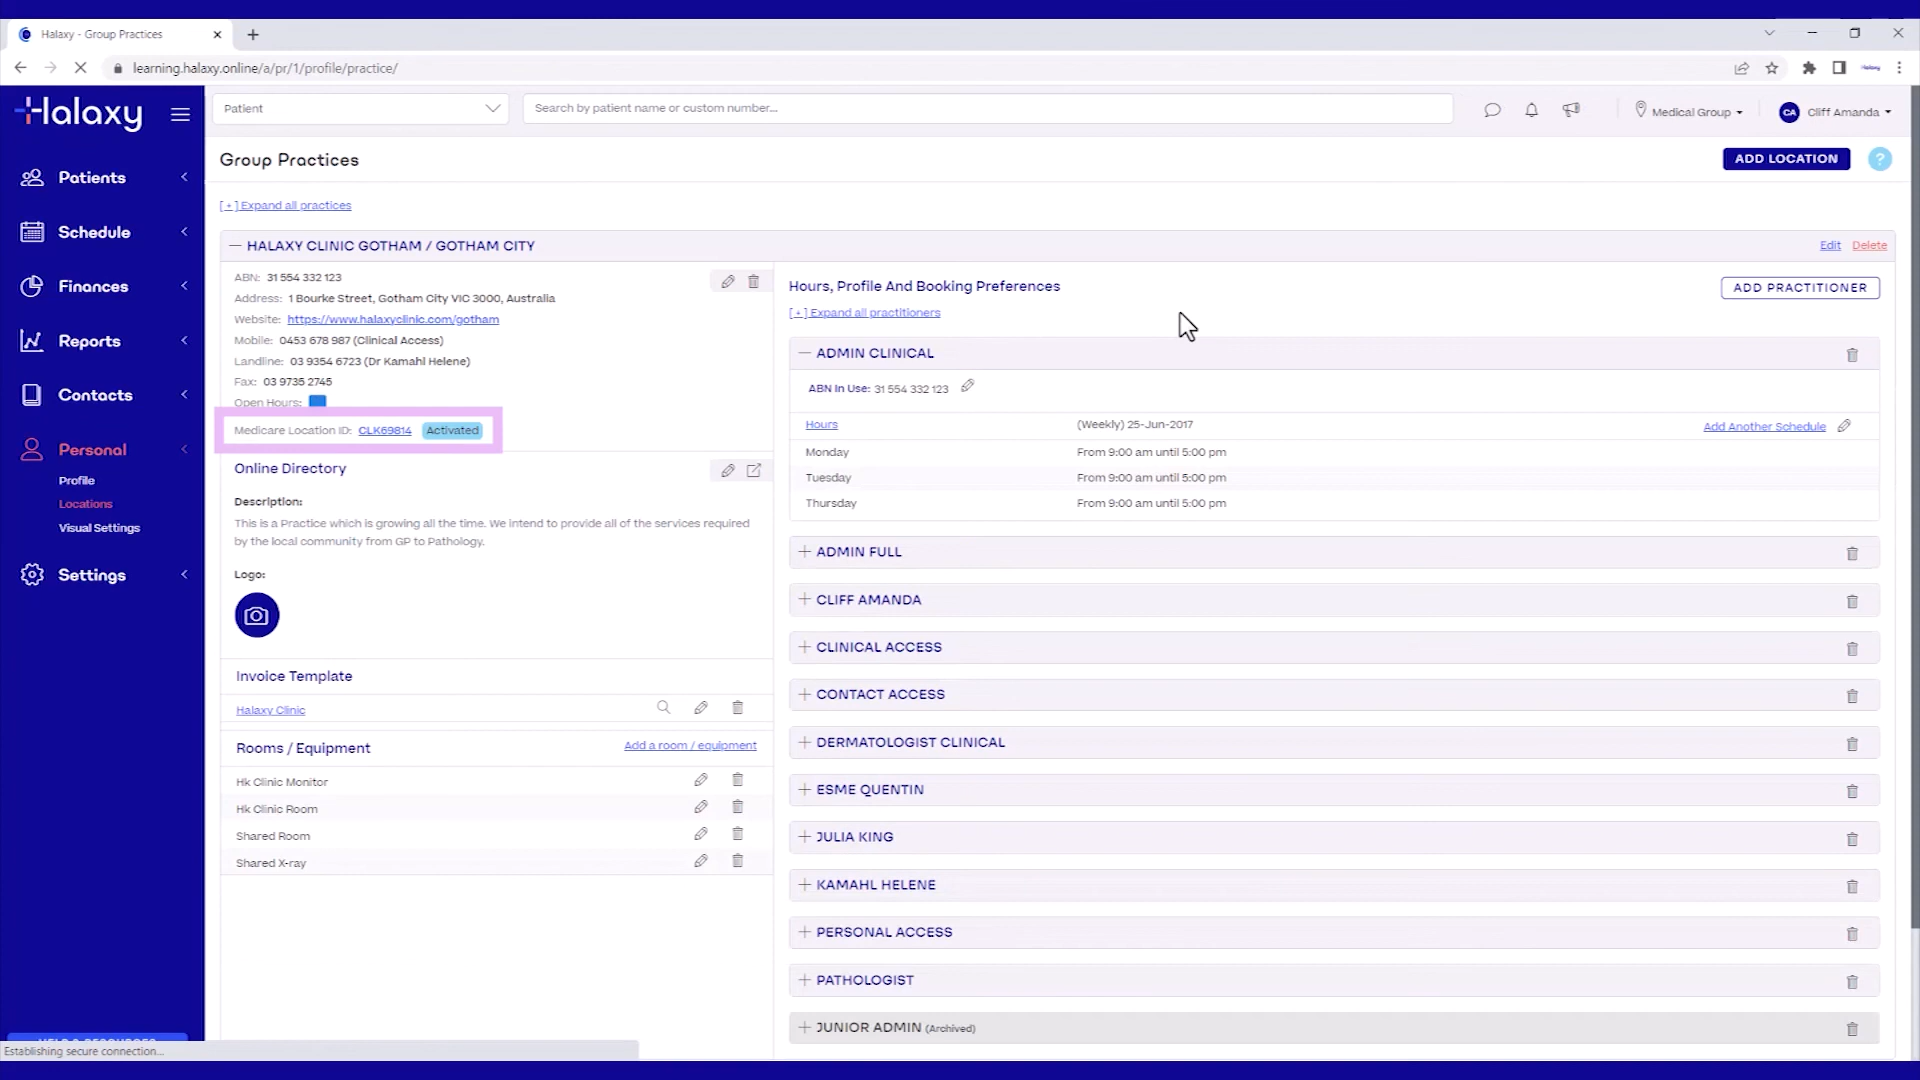 Halaxy - Group Practices
learning.halaxy.online/a/pr/1/profile/practice/
Halaxy
Patient
Search by patient name or custom number...
Medical Group
CA
Cliff Amanda
Patients
Schedule
Finances
Reports
Contacts
Personal
Profile
Locations
Visual Settings
Settings
Group Practices
ADD LOCATION
?
[ + ] Expand all practices
HALAXY CLINIC GOTHAM / GOTHAM CITY
Edit
Delete
ABN: 31 554 332 123
Address: 1 Bourke Street, Gotham City VIC 3000, Australia
Website: https://www.halaxyclinic.com/gotham
Mobile: 0453 678 987 (Clinical Access)
Landline: 03 9354 6723 (Dr Kamahl Helene)
Fax: 03 9735 2745
Open Hours:
Medicare Location ID: CLK69814 Activated
Online Directory
Description:
This is a Practice which is growing all the time. We intend to provide all of the services required
by the local community from GP to Pathology.
Logo:
Invoice Template
Halaxy Clinic
Rooms / Equipment
Add a room / equipment
Hk Clinic Monitor
Hk Clinic Room
Shared Room
Shared X-ray
Hours, Profile And Booking Preferences
ADD PRACTITIONER
[ + ] Expand all practitioners
ADMIN CLINICAL
ABN In Use: 31 554 332 123
Hours (Weekly) 25-Jun-2017 Add Another Schedule
Monday From 9:00 am until 5:00 pm
Tuesday From 9:00 am until 5:00 pm
Thursday From 9:00 am until 5:00 pm
ADMIN FULL
CLIFF AMANDA
CLINICAL ACCESS
CONTACT ACCESS
DERMATOLOGIST CLINICAL
ESME QUENTIN
JULIA KING
KAMAHL HELENE
PERSONAL ACCESS
PATHOLOGIST
JUNIOR ADMIN (Archived)
HELP & RESOURCES
Establishing secure connection...